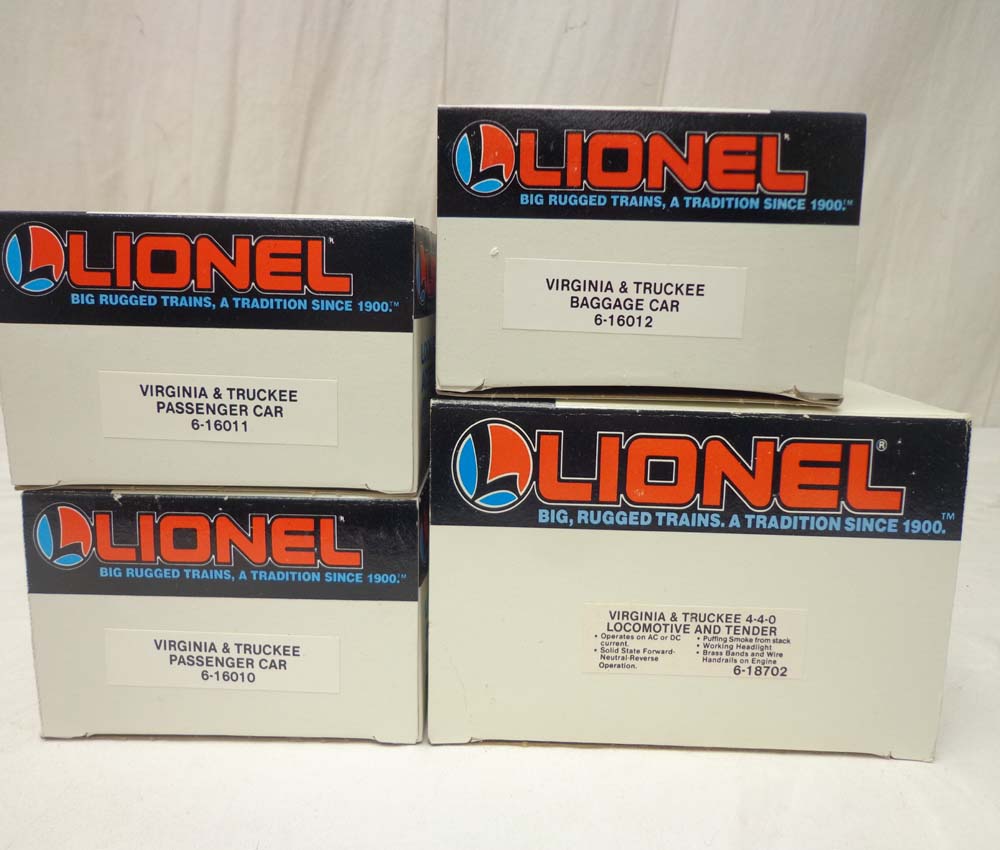 LIONEL
BIG RUGGED TRAINS, A TRADITION SINCE 1900.™
VIRGINIA & TRUCKEE
PASSENGER CAR
6-16011
LIONEL
BIG RUGGED TRAINS, A TRADITION SINCE 1900.™
VIRGINIA & TRUCKEE
BAGGAGE CAR
6-16012
LIONEL
BIG RUGGED TRAINS, A TRADITION SINCE 1900.™
VIRGINIA & TRUCKEE
PASSENGER CAR
6-16010
LIONEL®
BIG, RUGGED TRAINS. A TRADITION SINCE 1900.™
VIRGINIA & TRUCKEE 4-4-0
LOCOMOTIVE AND TENDER
• Operates on AC or DC
current.
• Solid State Forward-
Neutral-Reverse
Operation.
• Puffing Smoke from stack
• Working Headlight
• Brass Bands and Wire
Handrails on Engine
6-18702